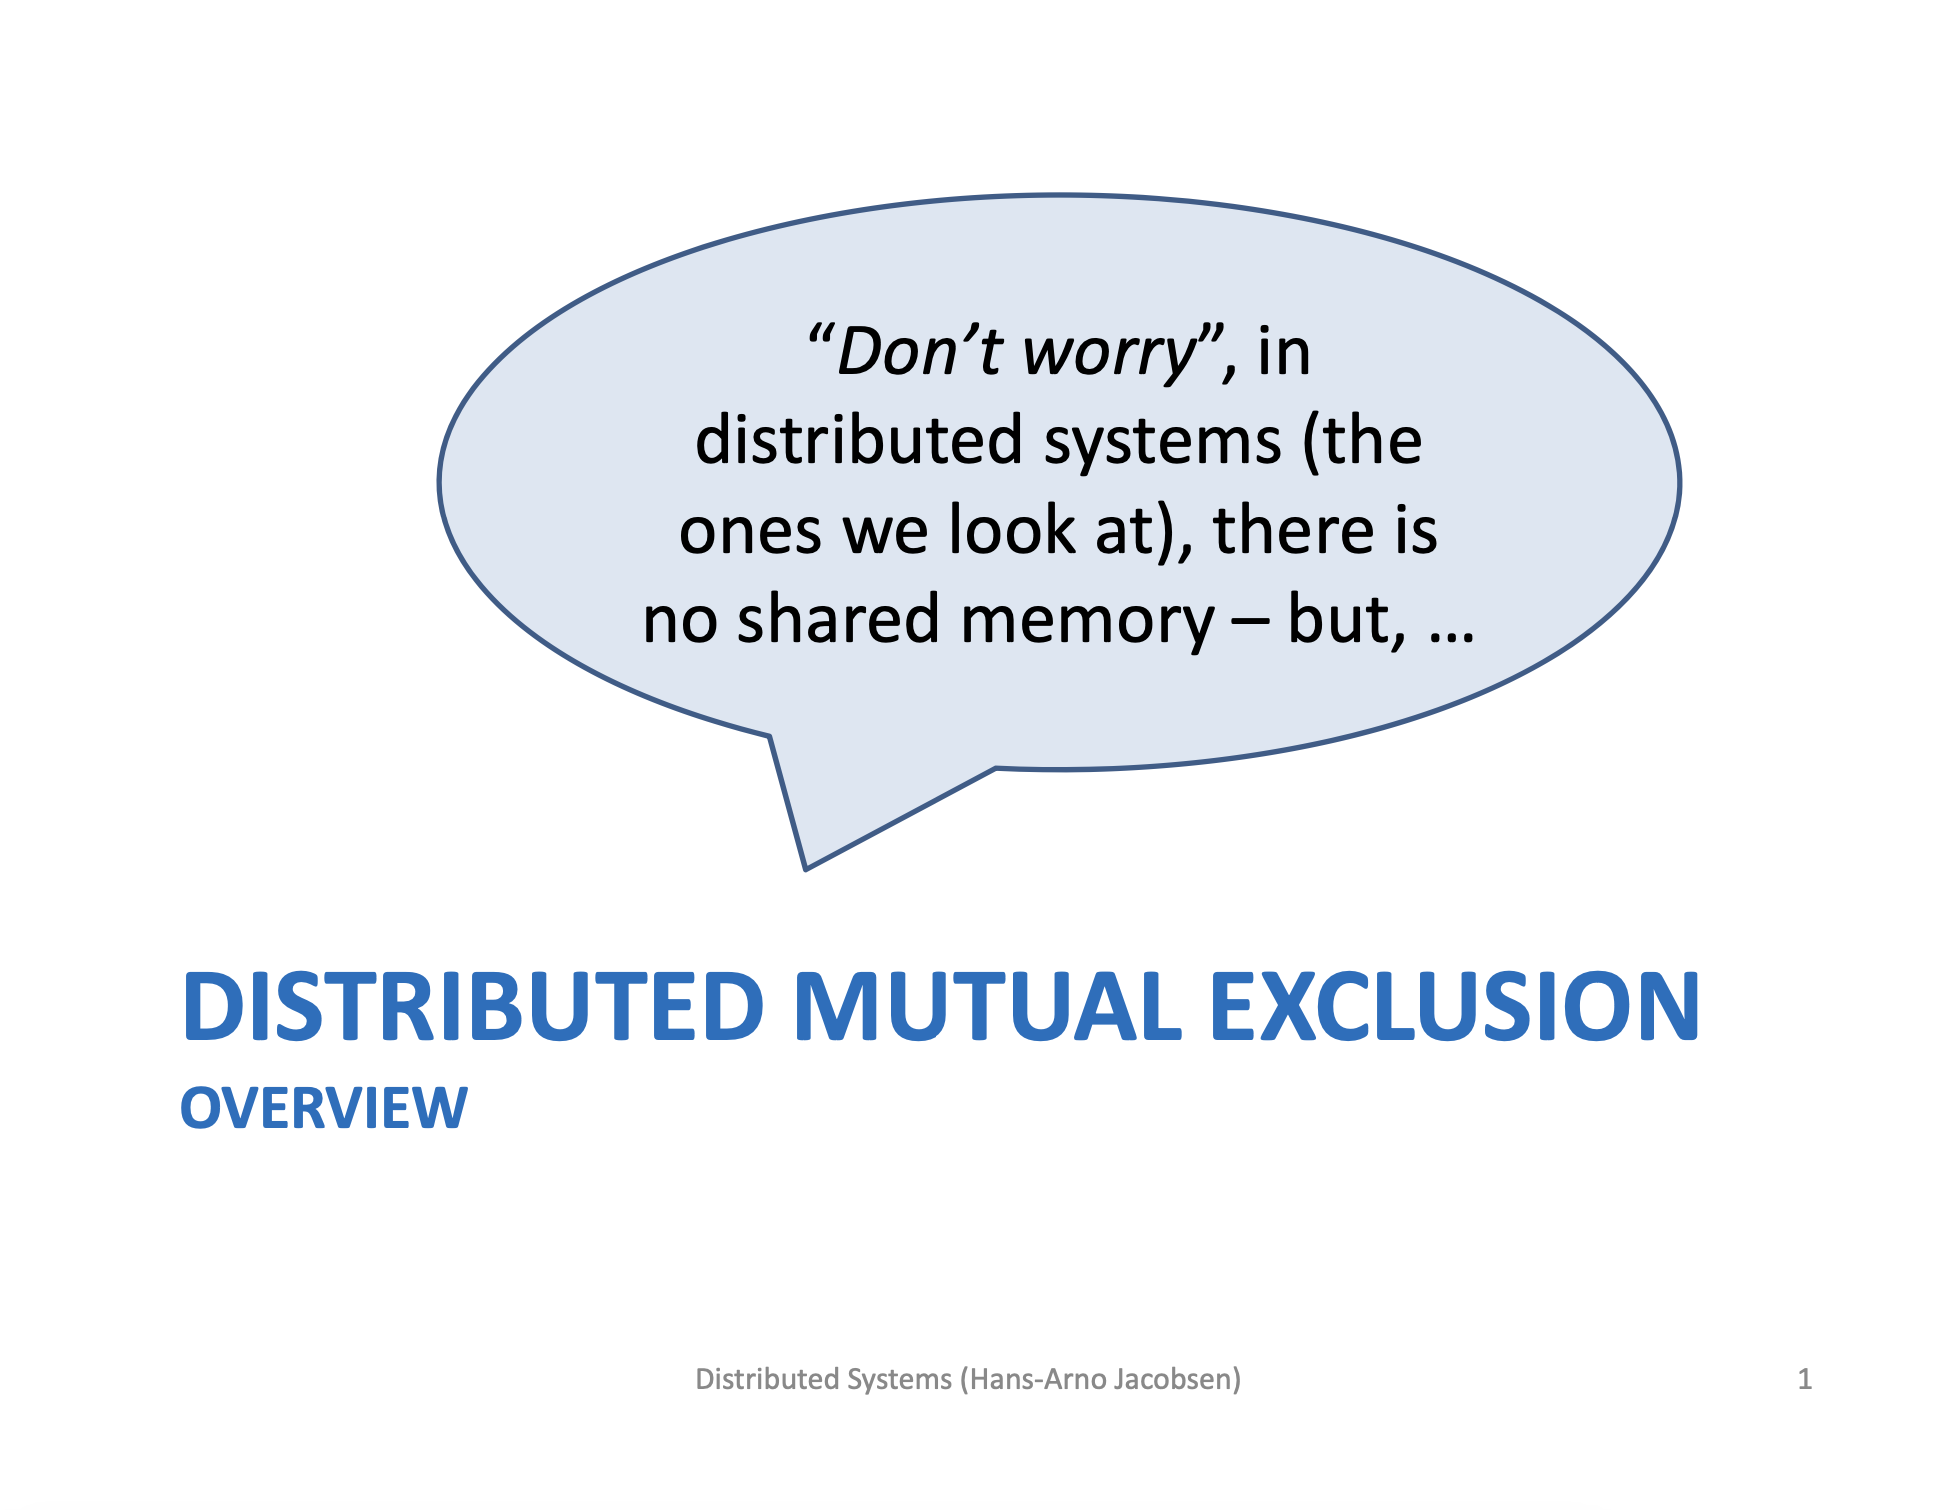 “Don’t worry”, in
distributed systems (the
ones we look at), there is
no shared memory – but, …
DISTRIBUTED MUTUAL EXCLUSION
OVERVIEW
Distributed Systems (Hans-Arno Jacobsen)
1